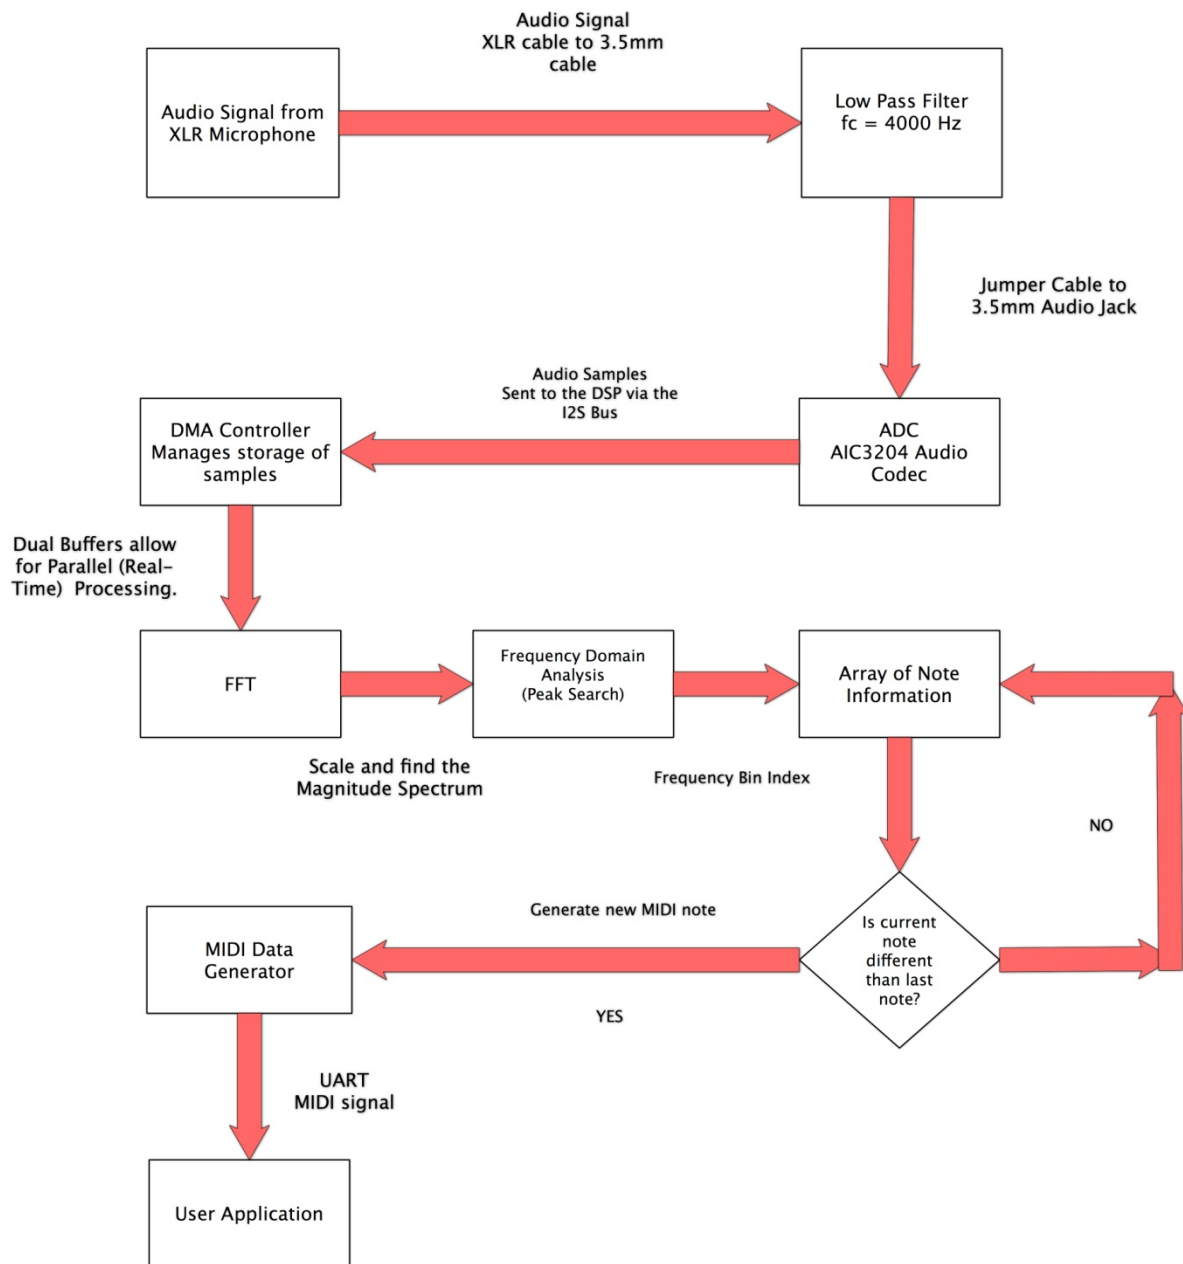 Audio Signal
XLR cable to 3.5mm
cable
Audio Signal from
XLR Microphone
Low Pass Filter
fc = 4000 Hz
Jumper Cable to
3.5mm Audio Jack
Audio Samples
Sent to the DSP via the
I2S Bus
DMA Controller
Manages storage of
samples
ADC
AIC3204 Audio
Codec
Dual Buffers allow
for Parallel (Real-
Time)  Processing.
FFT
Frequency Domain
Analysis
(Peak Search)
Array of Note
Information
Scale and find the
Magnitude Spectrum
Frequency Bin Index
NO
Generate new MIDI note
Is current
note
different
than last
note?
MIDI Data
Generator
YES
UART
MIDI signal
User Application